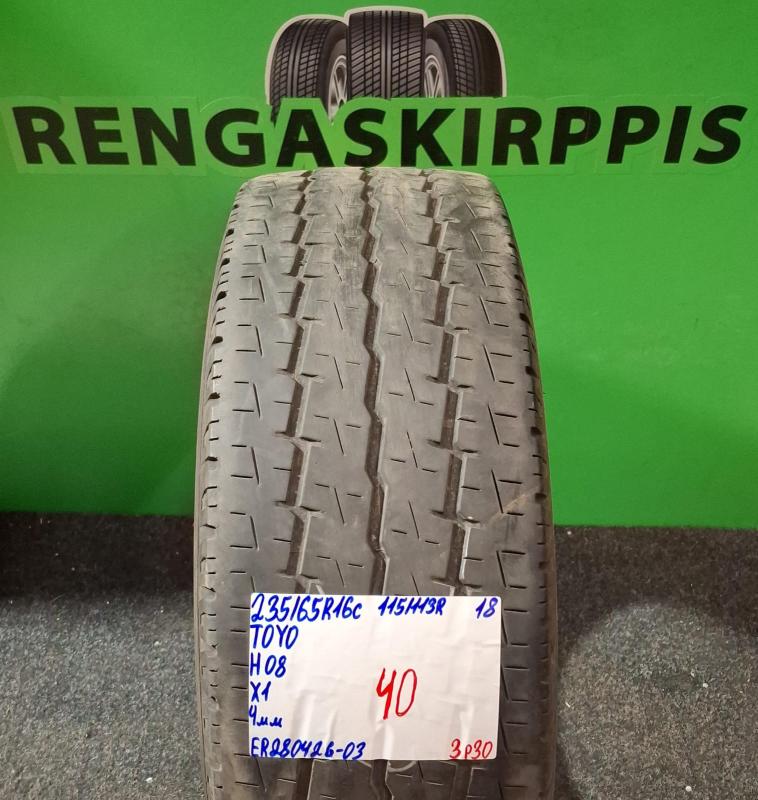 RENGASKIRPPIS
235/65R16C 115/113R 18
TOYO
H08
X1
4мм
40
ER280426-03 3p30